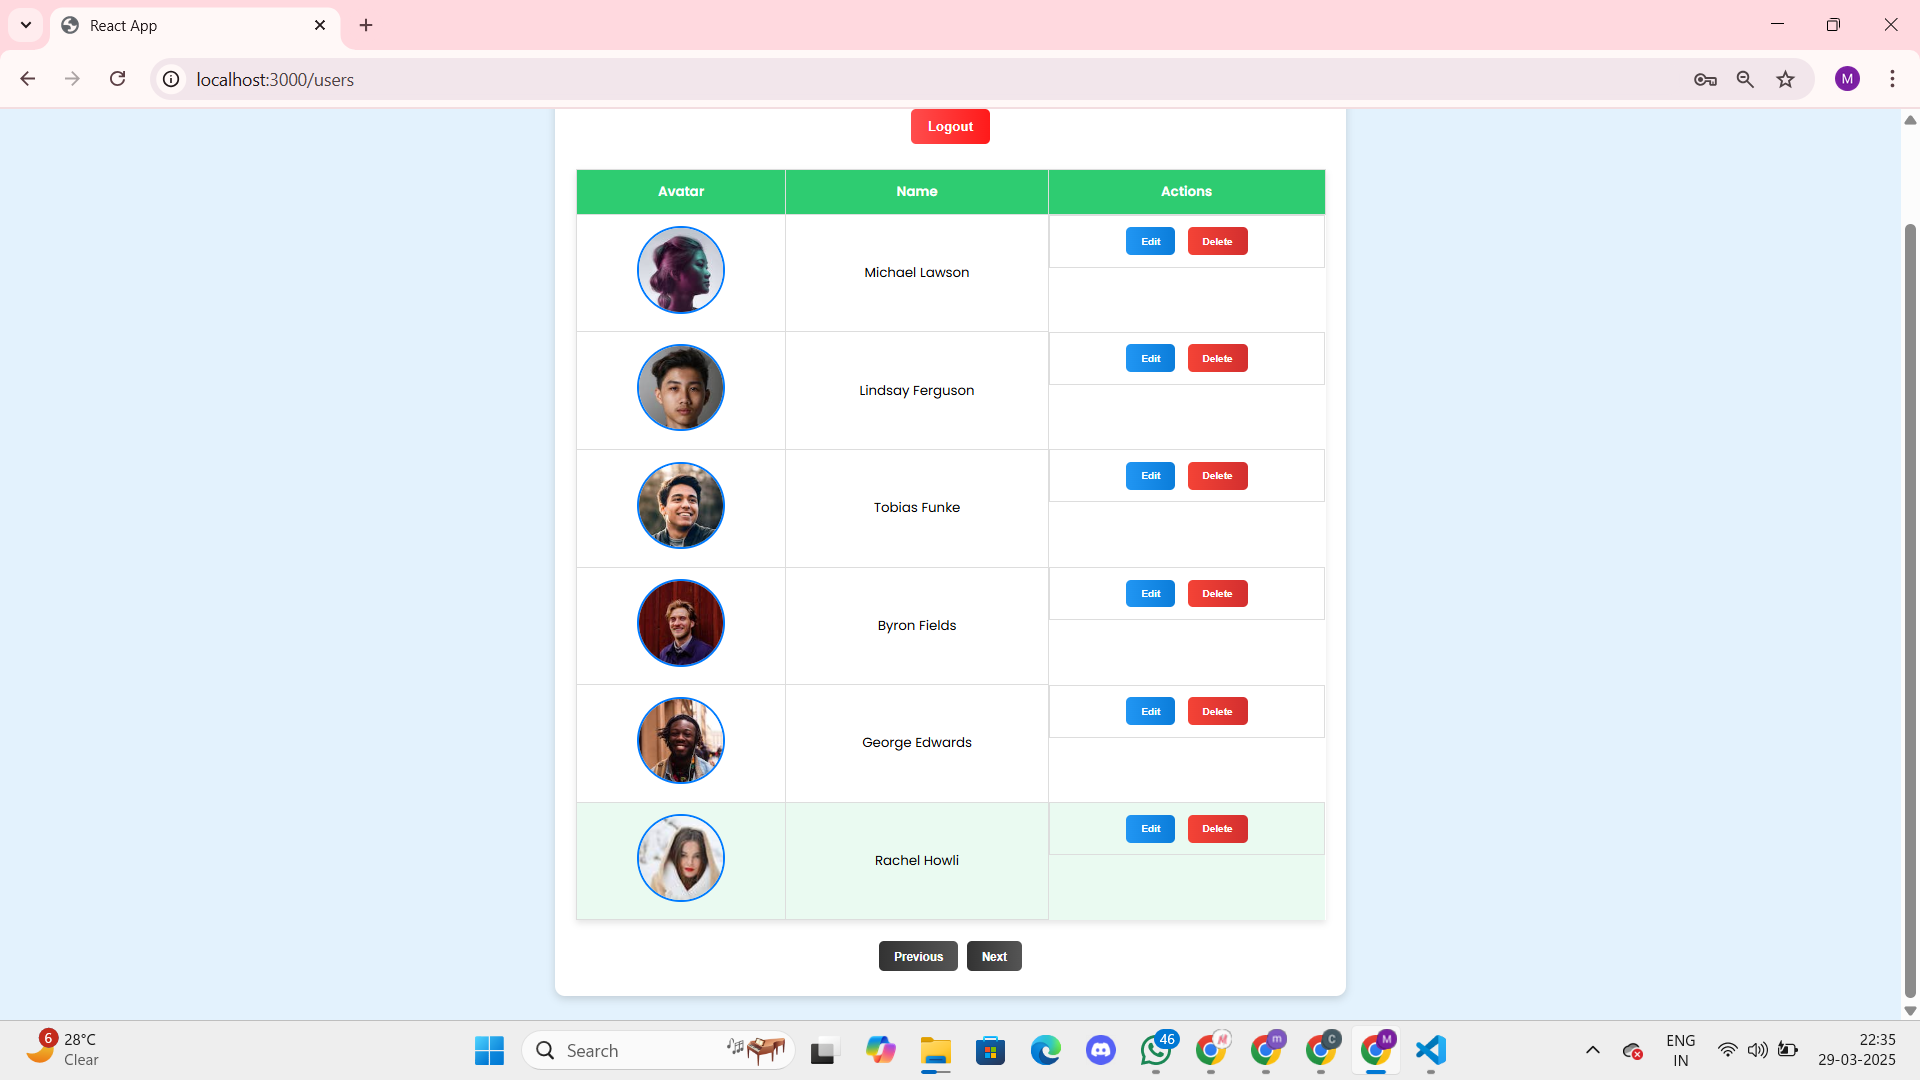 React App
localhost:3000/users
M
Logout
Avatar Name Actions
Michael Lawson Edit Delete
Lindsay Ferguson Edit Delete
Tobias Funke Edit Delete
Byron Fields Edit Delete
George Edwards Edit Delete
Rachel Howli Edit Delete
Previous Next
6 28°C
Clear
Search
46
m
C
M
ENG
IN
22:35
29-03-2025